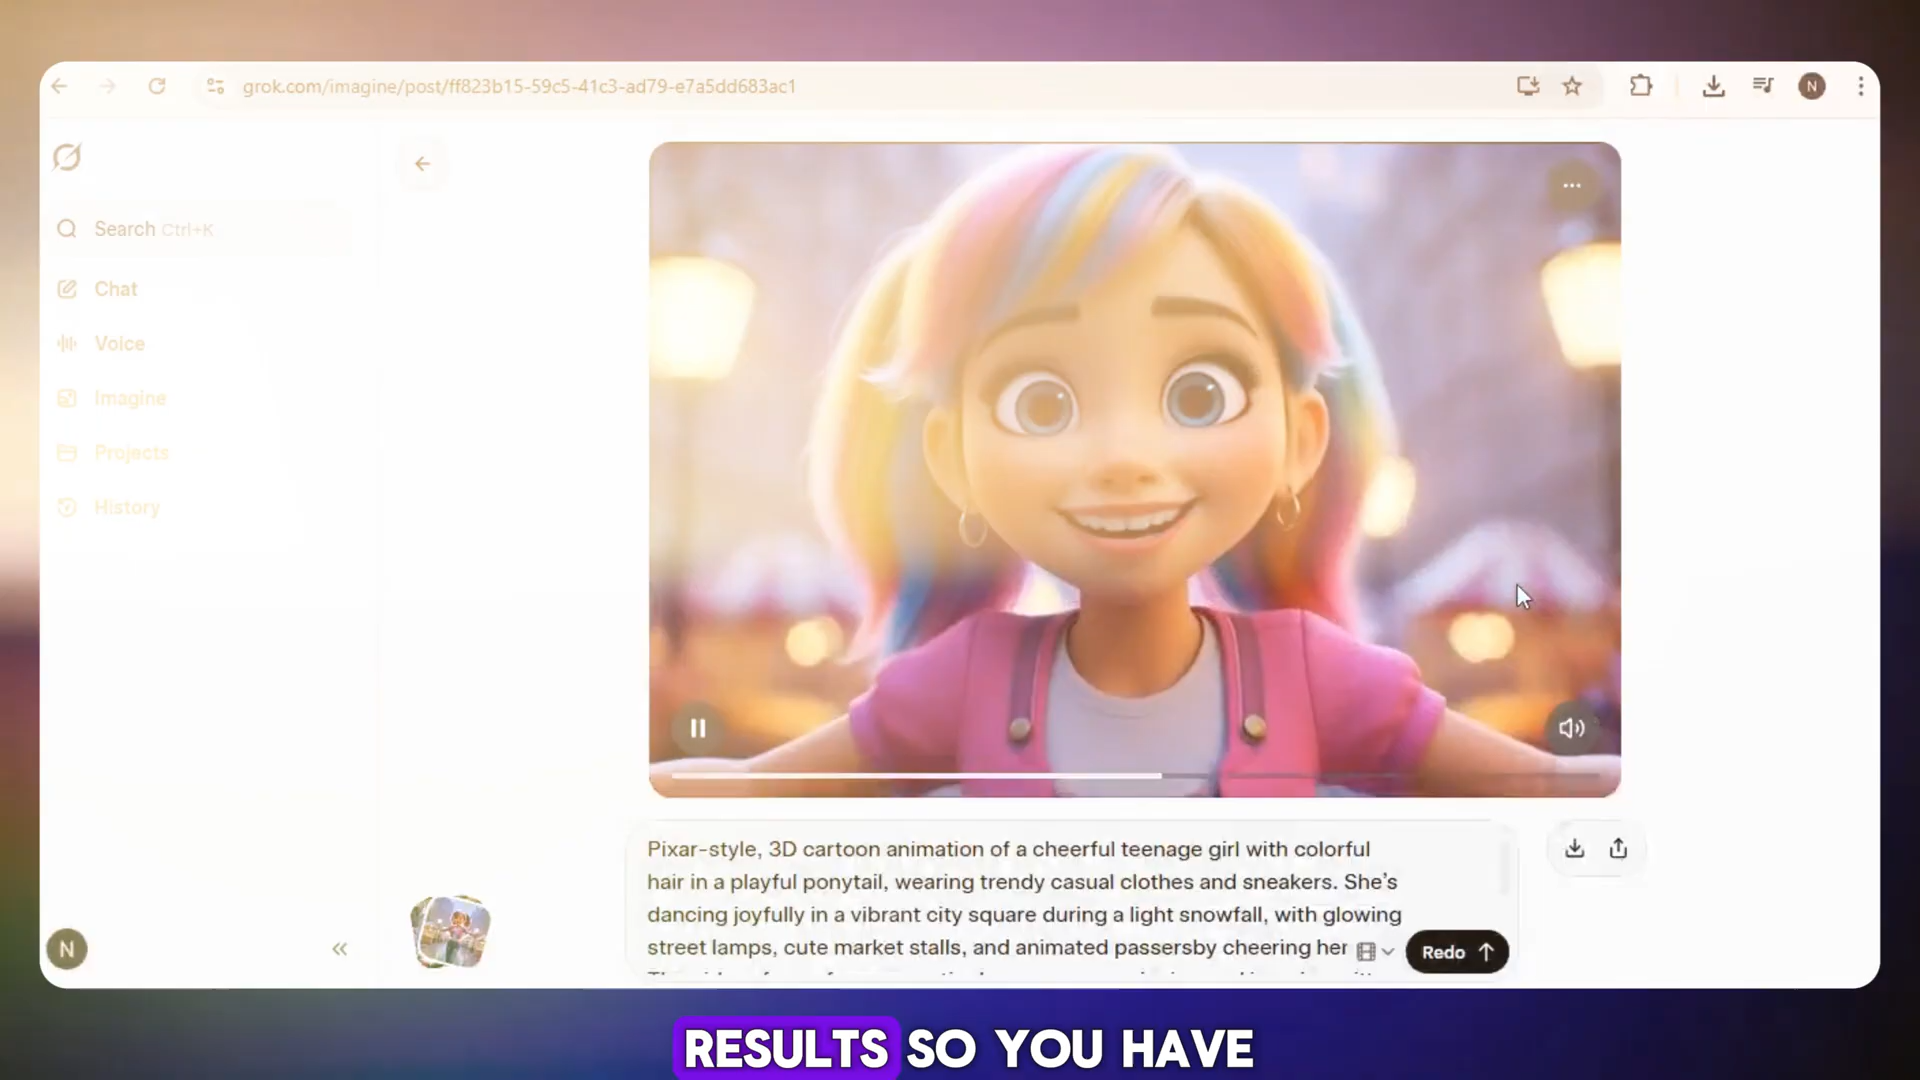 grok.com/imagine/post/ff823b15-59c5-41c3-ad79-e7a5dd683ac1
N
Search Ctrl+K
Chat
Voice
Imagine
Projects
History
Pixar-style, 3D cartoon animation of a cheerful teenage girl with colorful
hair in a playful ponytail, wearing trendy casual clothes and sneakers. She's
dancing joyfully in a vibrant city square during a light snowfall, with glowing
street lamps, cute market stalls, and animated passersby cheering her
Redo
N
RESULTS SO YOU HAVE